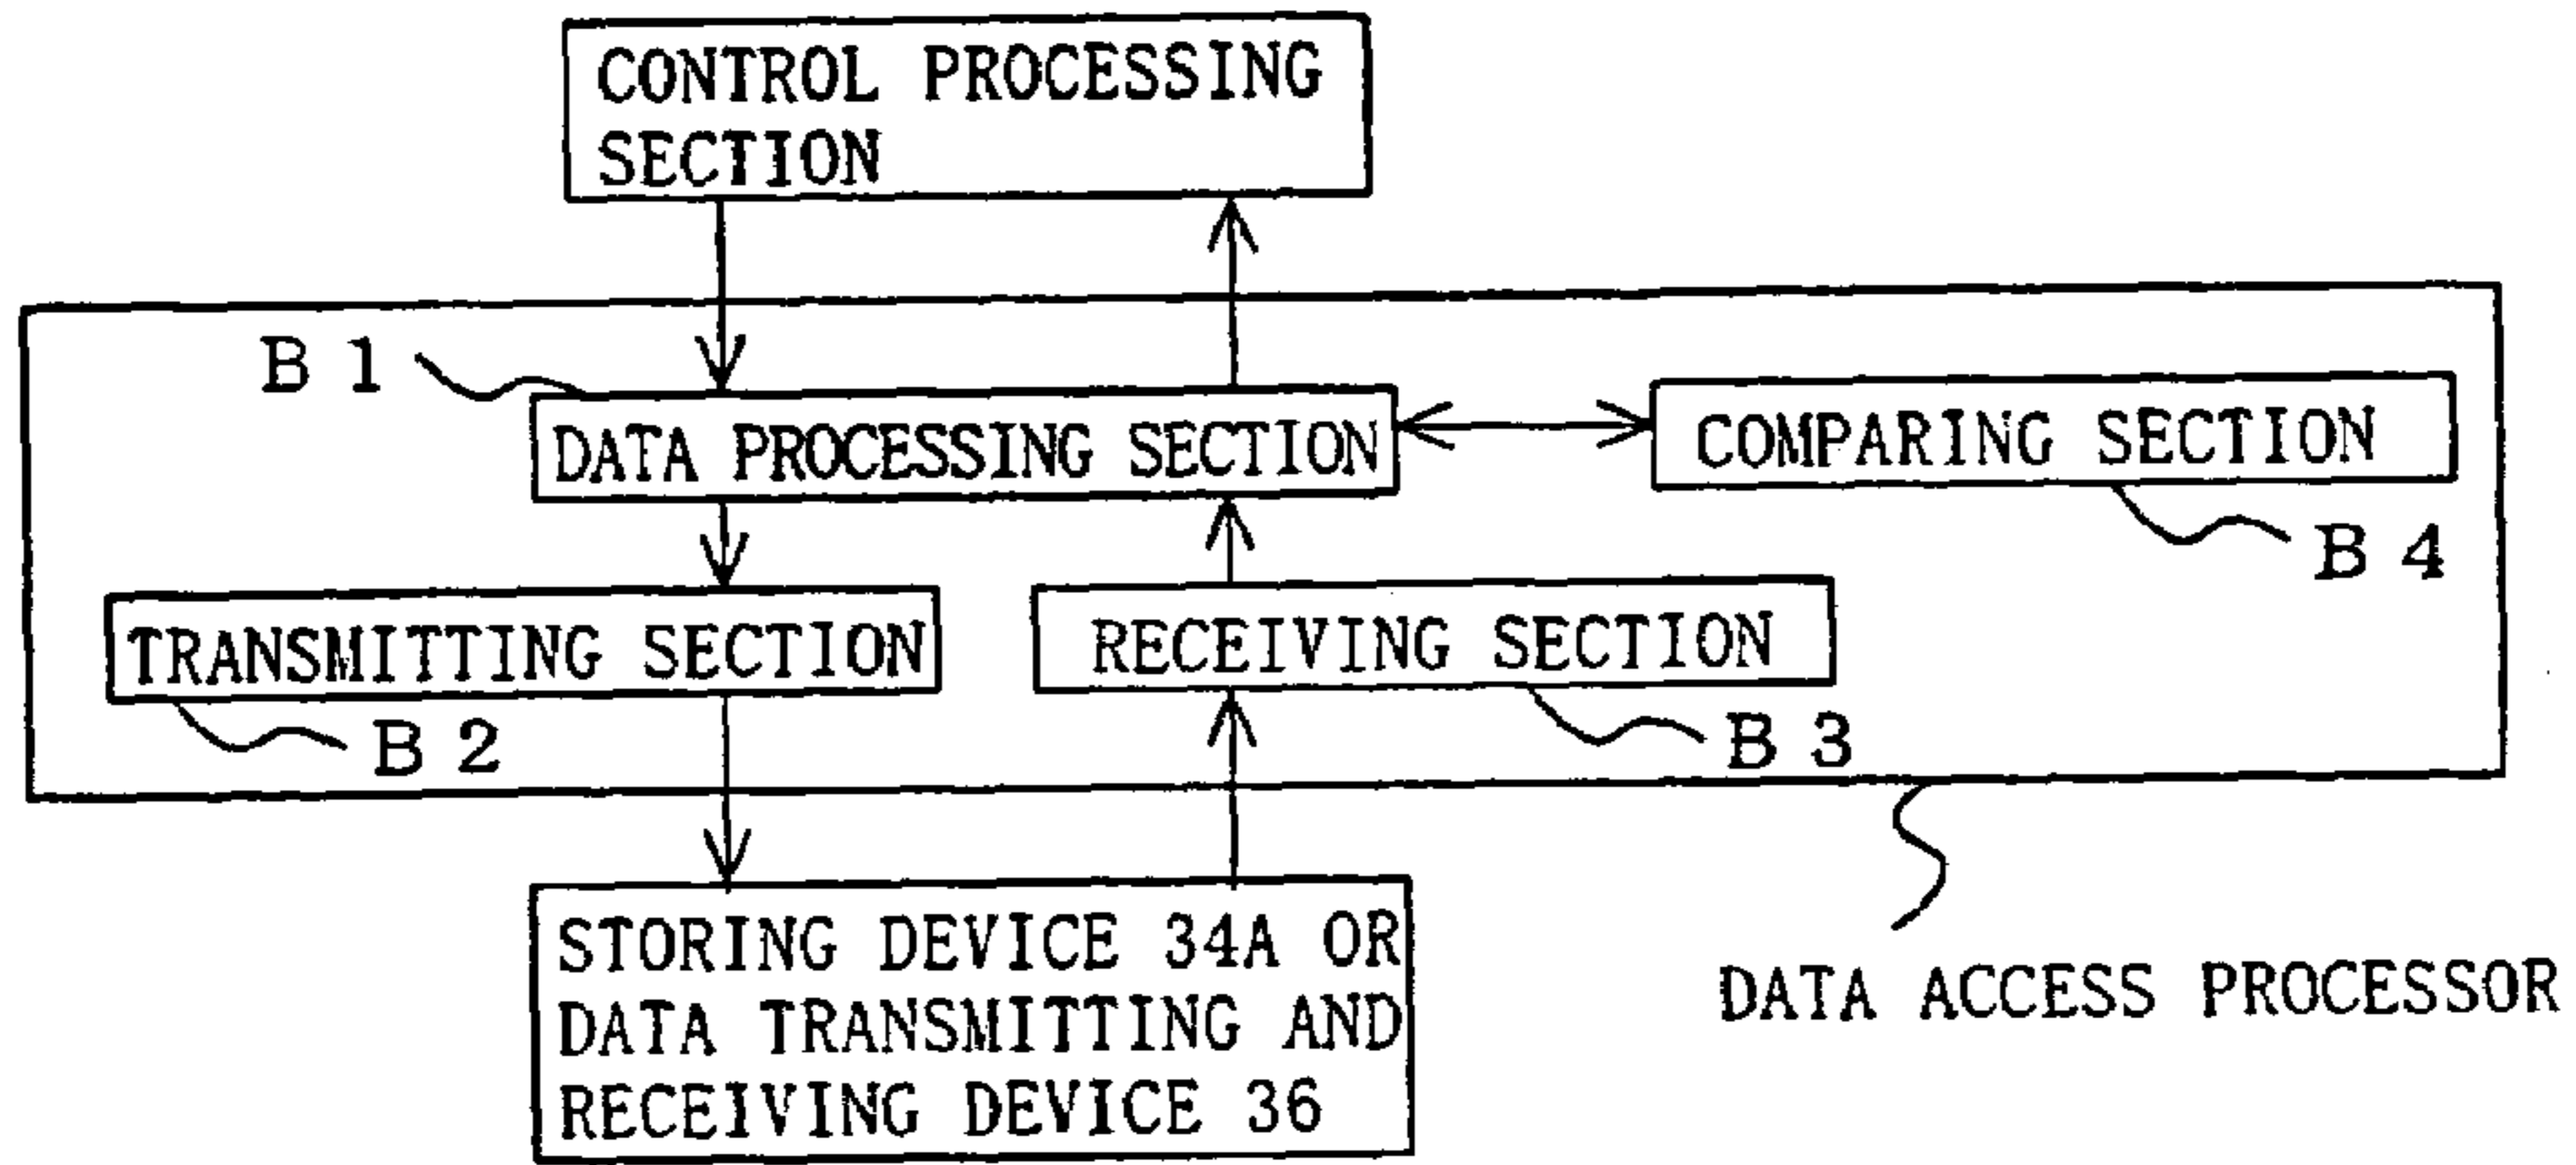 CONTROL PROCESSING
SECTION
B 1
DATA PROCESSING SECTION
COMPARING SECTION
B 4
TRANSMITTING SECTION
RECEIVING SECTION
B 2
B 3
STORING DEVICE 34A OR
DATA TRANSMITTING AND
RECEIVING DEVICE 36
DATA ACCESS PROCESSOR